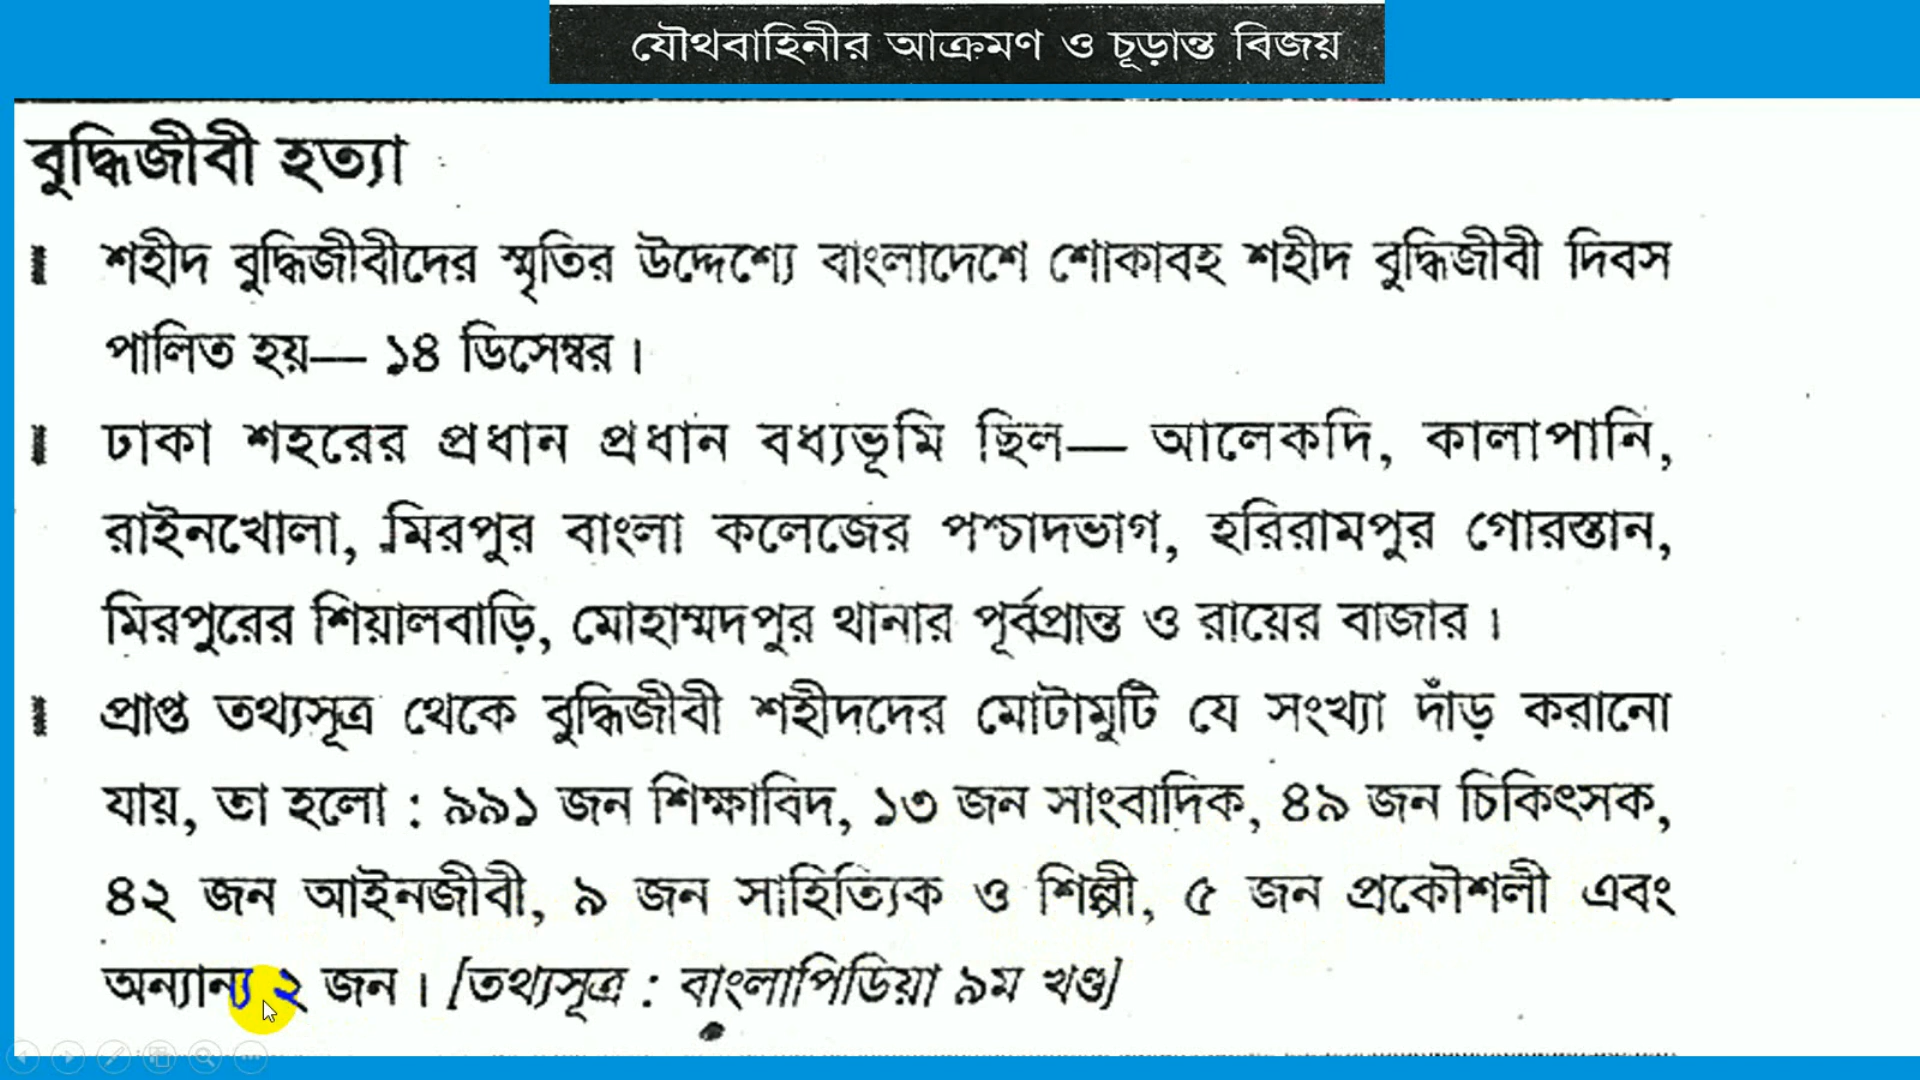 যৌথবাহিনীর আক্রমণ ও চূড়ান্ত বিজয়
বুদ্ধিজীবী হত্যা
শহীদ বুদ্ধিজীবীদের স্মৃতির উদ্দেশ্যে বাংলাদেশে শোকাবহ শহীদ বুদ্ধিজীবী দিবস
পালিত হয়— ১৪ ডিসেম্বর।
ঢাকা শহরের প্রধান প্রধান বধ্যভূমি ছিল— আলেকদি, কালাপানি,
রাইনখোলা, মিরপুর বাংলা কলেজের পশ্চাদভাগ, হরিরামপুর গোরস্তান,
মিরপুরের শিয়ালবাড়ি, মোহাম্মদপুর থানার পূর্বপ্রান্ত ও রায়ের বাজার।
প্রাপ্ত তথ্যসূত্র থেকে বুদ্ধিজীবী শহীদদের মোটামুটি যে সংখ্যা দাঁড় করানো
যায়, তা হলো : ৯৯১ জন শিক্ষাবিদ, ১৩ জন সাংবাদিক, ৪৯ জন চিকিৎসক,
৪২ জন আইনজীবী, ৯ জন সাহিত্যিক ও শিল্পী, ৫ জন প্রকৌশলী এবং
অন্যান্য ২ জন। [তথ্যসূত্র : বাংলাপিডিয়া ৯ম খণ্ড]